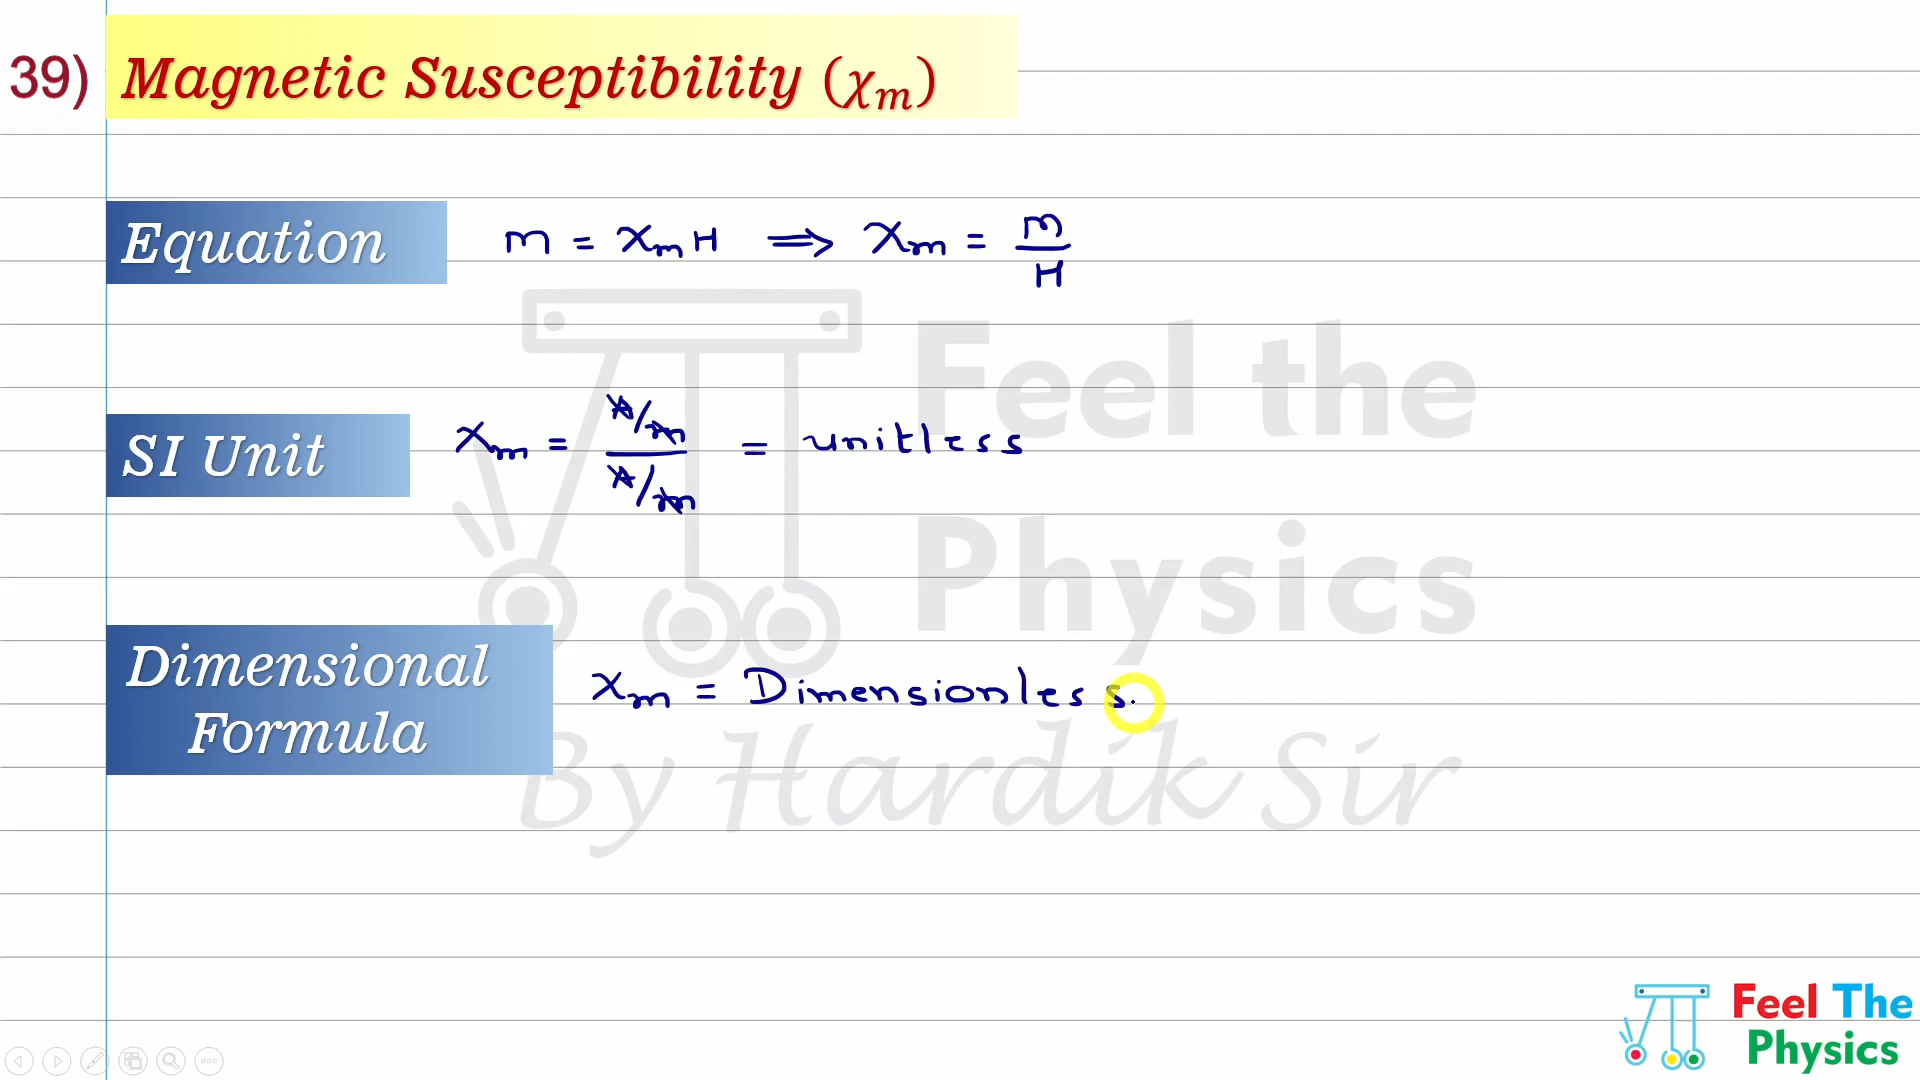 39) Magnetic Susceptibility (χₘ)
Equation m = χₘ H ⟹ χₘ = m/H
SI Unit χₘ = (A/m)/(A/m) = unitless
Dimensional
Formula
χₘ = Dimensionless.
Feel the
Physics
By Hardik Sir
Feel The
Physics